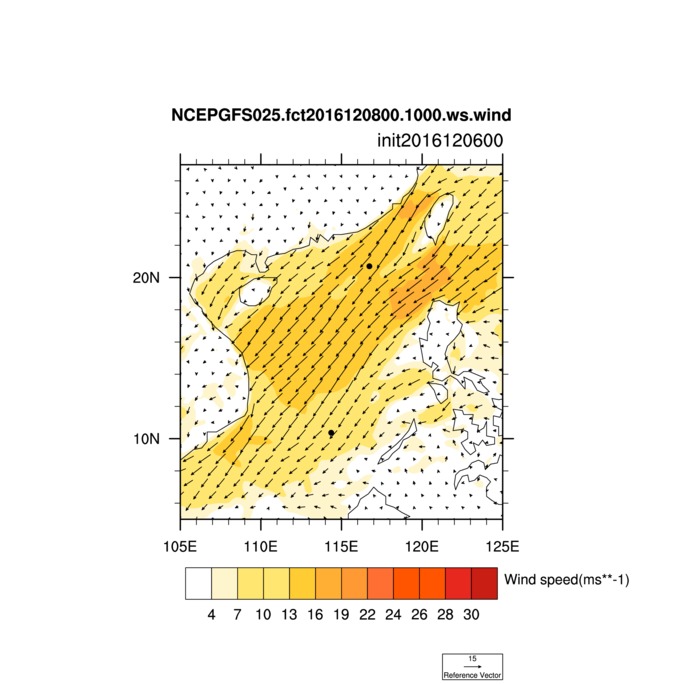 NCEPGFS025.fct2016120800.1000.ws.wind
init2016120600
20N
10N
105E 110E 115E 120E 125E
Wind speed(ms**-1)
4 7 10 13 16 19 22 24 26 28 30
15
Reference Vector